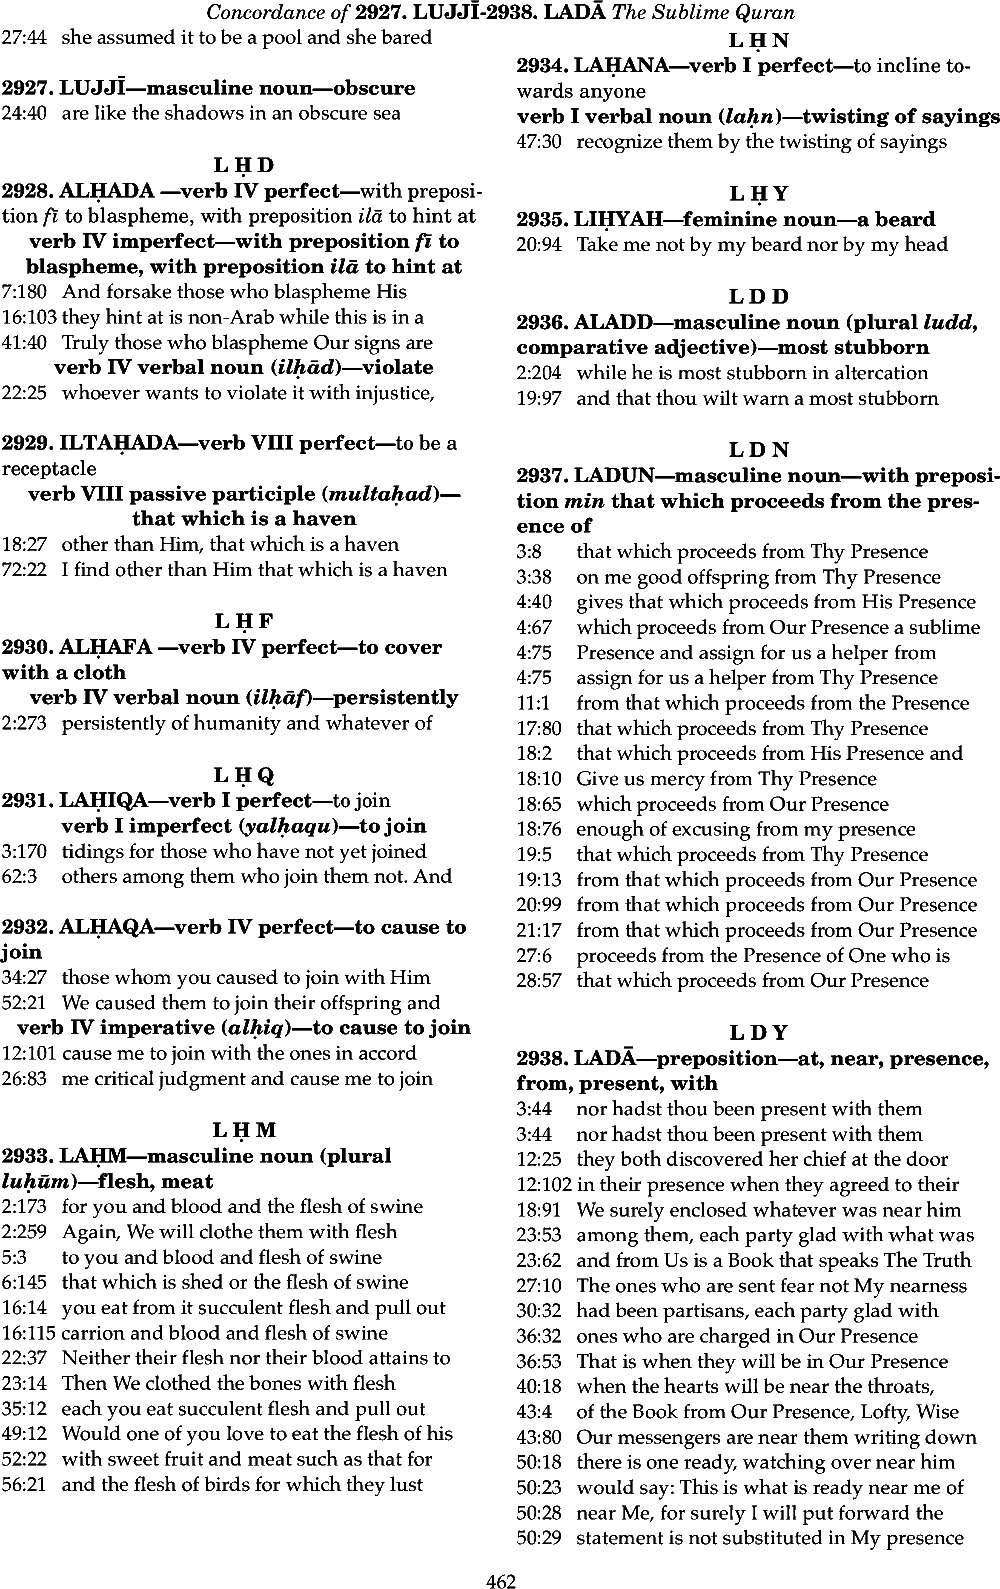 Concordance of 2927. LUJJĪ-2938. LADĀ The Sublime Quran
27:44 she assumed it to be a pool and she bared
2927. LUJJĪ—masculine noun—obscure
24:40 are like the shadows in an obscure sea
L Ḥ D
2928. ALḤADA —verb IV perfect—with preposi-
tion fī to blaspheme, with preposition ilā to hint at
verb IV imperfect—with preposition fī to
blaspheme, with preposition ilā to hint at
7:180 And forsake those who blaspheme His
16:103 they hint at is non-Arab while this is in a
41:40 Truly those who blaspheme Our signs are
verb IV verbal noun (ilḥād)—violate
22:25 whoever wants to violate it with injustice,
2929. ILTAḤADA—verb VIII perfect—to be a
receptacle
verb VIII passive participle (multaḥad)—
that which is a haven
18:27 other than Him, that which is a haven
72:22 I find other than Him that which is a haven
L Ḥ F
2930. ALḤAFA —verb IV perfect—to cover
with a cloth
verb IV verbal noun (ilḥāf)—persistently
2:273 persistently of humanity and whatever of
L Ḥ Q
2931. LAḤIQA—verb I perfect—to join
verb I imperfect (yalḥaqu)—to join
3:170 tidings for those who have not yet joined
62:3 others among them who join them not. And
2932. ALḤAQA—verb IV perfect—to cause to
join
34:27 those whom you caused to join with Him
52:21 We caused them to join their offspring and
verb IV imperative (alḥiq)—to cause to join
12:101 cause me to join with the ones in accord
26:83 me critical judgment and cause me to join
L Ḥ M
2933. LAḤM—masculine noun (plural
luḥūm)—flesh, meat
2:173 for you and blood and the flesh of swine
2:259 Again, We will clothe them with flesh
5:3 to you and blood and flesh of swine
6:145 that which is shed or the flesh of swine
16:14 you eat from it succulent flesh and pull out
16:115 carrion and blood and flesh of swine
22:37 Neither their flesh nor their blood attains to
23:14 Then We clothed the bones with flesh
35:12 each you eat succulent flesh and pull out
49:12 Would one of you love to eat the flesh of his
52:22 with sweet fruit and meat such as that for
56:21 and the flesh of birds for which they lust
L Ḥ N
2934. LAḤANA—verb I perfect—to incline to-
wards anyone
verb I verbal noun (laḥn)—twisting of sayings
47:30 recognize them by the twisting of sayings
L Ḥ Y
2935. LIḤYAH—feminine noun—a beard
20:94 Take me not by my beard nor by my head
L D D
2936. ALADD—masculine noun (plural ludd,
comparative adjective)—most stubborn
2:204 while he is most stubborn in altercation
19:97 and that thou wilt warn a most stubborn
L D N
2937. LADUN—masculine noun—with preposi-
tion min that which proceeds from the pres-
ence of
3:8 that which proceeds from Thy Presence
3:38 on me good offspring from Thy Presence
4:40 gives that which proceeds from His Presence
4:67 which proceeds from Our Presence a sublime
4:75 Presence and assign for us a helper from
4:75 assign for us a helper from Thy Presence
11:1 from that which proceeds from the Presence
17:80 that which proceeds from Thy Presence
18:2 that which proceeds from His Presence and
18:10 Give us mercy from Thy Presence
18:65 which proceeds from Our Presence
18:76 enough of excusing from my presence
19:5 that which proceeds from Thy Presence
19:13 from that which proceeds from Our Presence
20:99 from that which proceeds from Our Presence
21:17 from that which proceeds from Our Presence
27:6 proceeds from the Presence of One who is
28:57 that which proceeds from Our Presence
L D Y
2938. LADĀ—preposition—at, near, presence,
from, present, with
3:44 nor hadst thou been present with them
3:44 nor hadst thou been present with them
12:25 they both discovered her chief at the door
12:102 in their presence when they agreed to their
18:91 We surely enclosed whatever was near him
23:53 among them, each party glad with what was
23:62 and from Us is a Book that speaks The Truth
27:10 The ones who are sent fear not My nearness
30:32 had been partisans, each party glad with
36:32 ones who are charged in Our Presence
36:53 That is when they will be in Our Presence
40:18 when the hearts will be near the throats,
43:4 of the Book from Our Presence, Lofty, Wise
43:80 Our messengers are near them writing down
50:18 there is one ready, watching over near him
50:23 would say: This is what is ready near me of
50:28 near Me, for surely I will put forward the
50:29 statement is not substituted in My presence
462